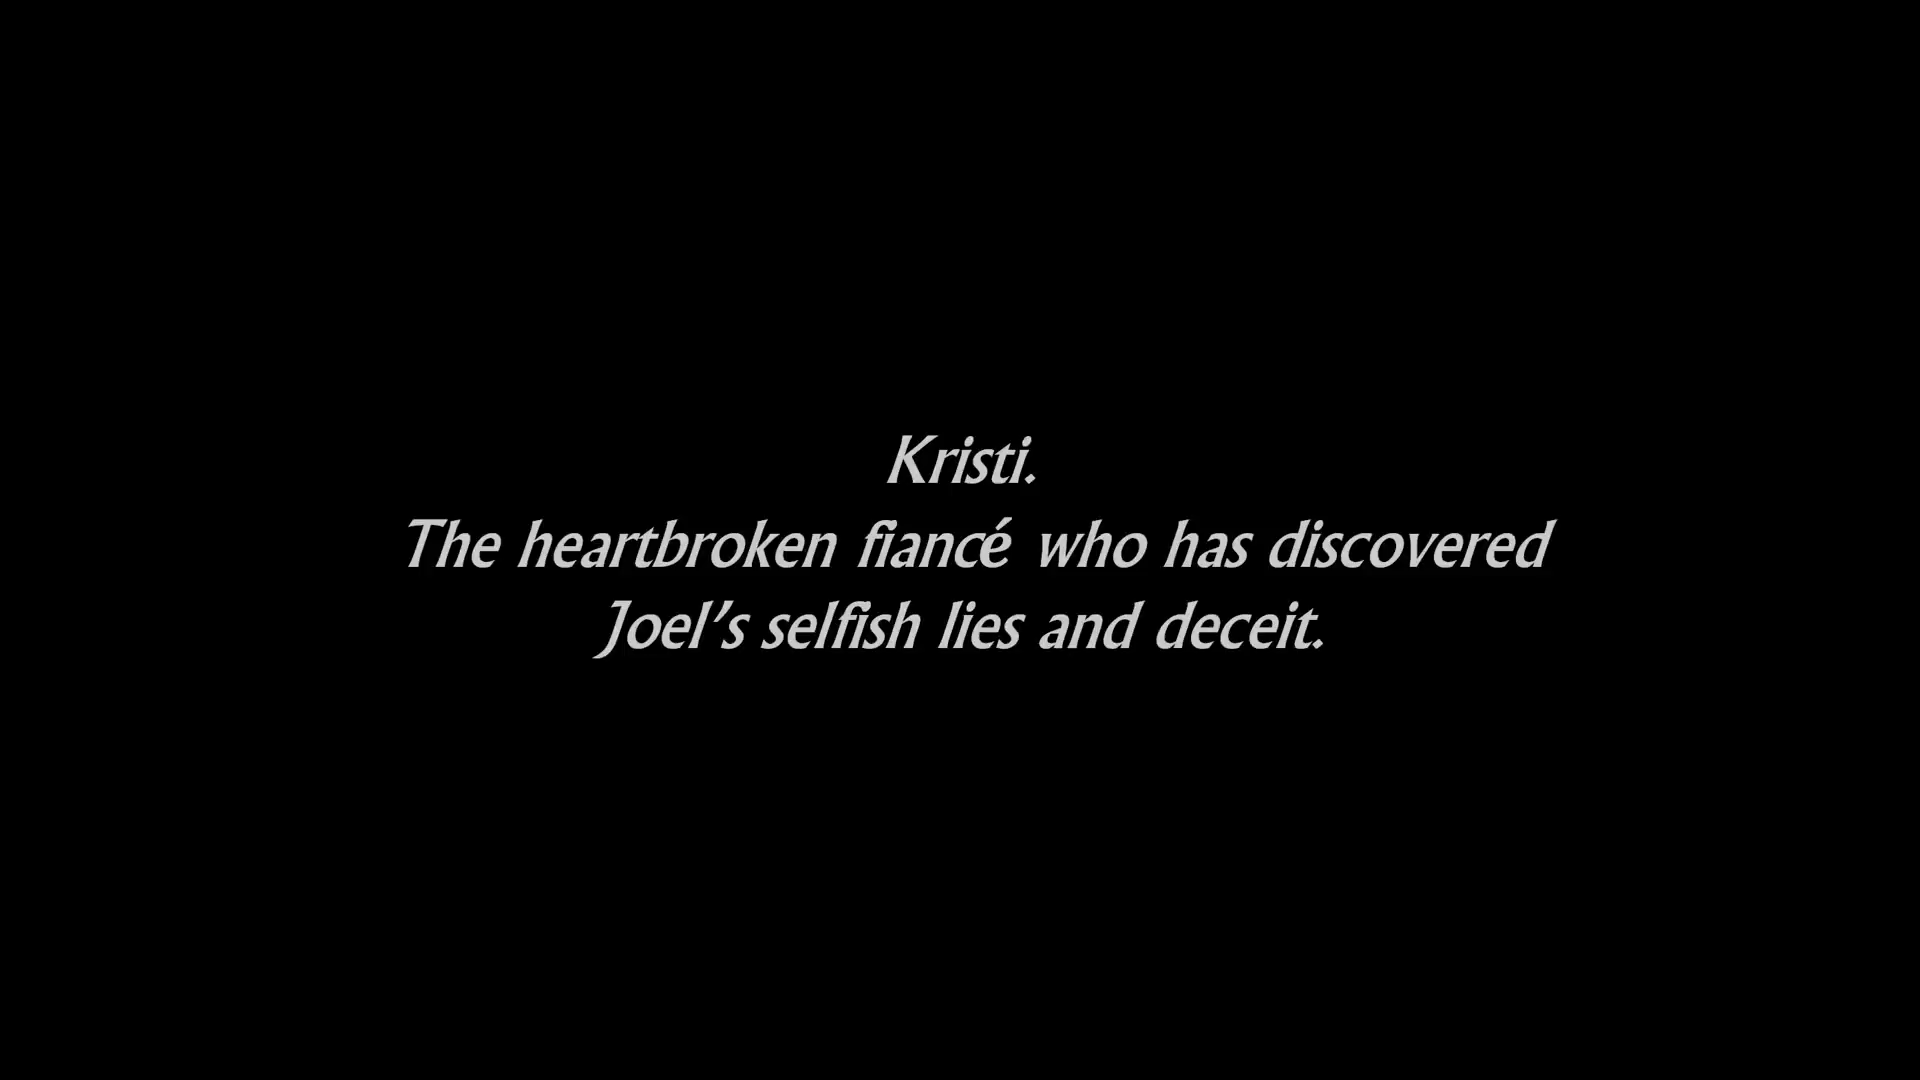 Kristi.
The heartbroken fiancé who has discovered
Joel's selfish lies and deceit.